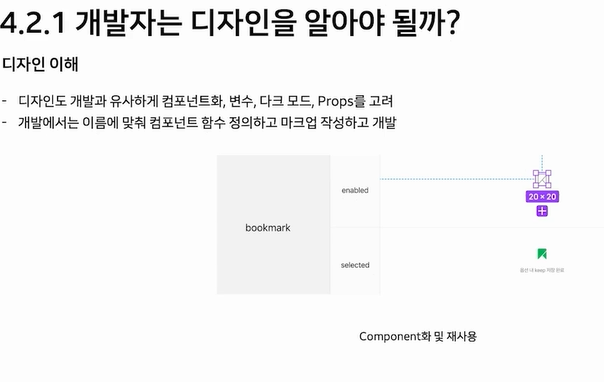 4.2.1 개발자는 디자인을 알아야 될까?
디자인 이해
- 디자인도 개발과 유사하게 컴포넌트화, 변수, 다크 모드, Props를 고려
- 개발에서는 이름에 맞춰 컴포넌트 함수 정의하고 마크업 작성하고 개발
enabled
20 × 20
bookmark
selected
Component화 및 재사용